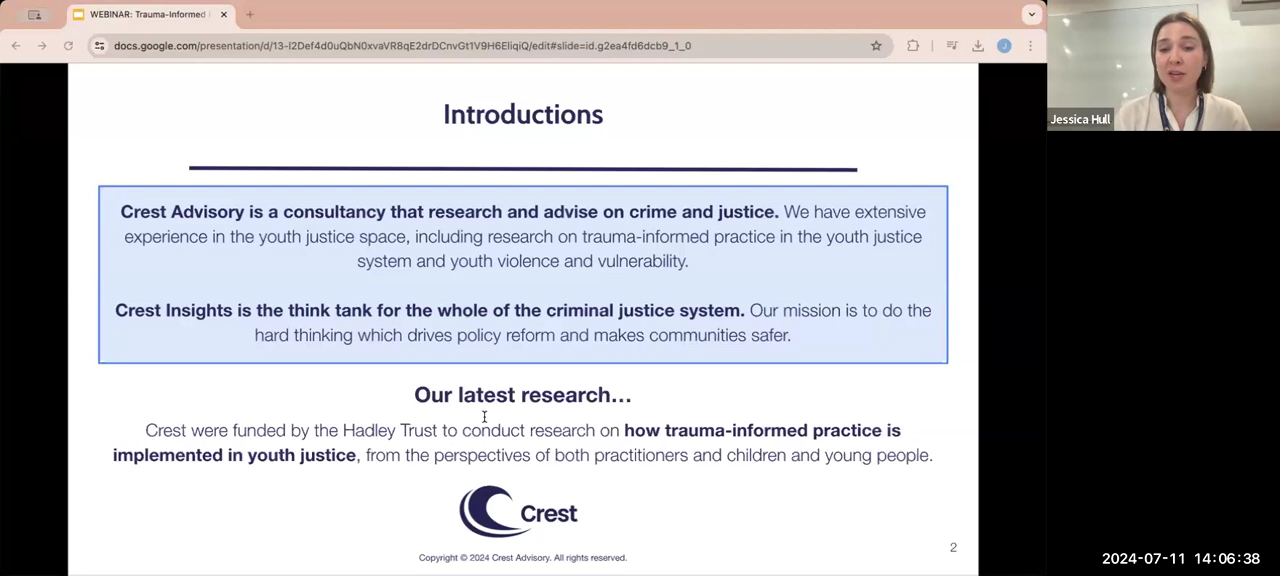 WEBINAR: Trauma-Informed
docs.google.com/presentation/d/13-I2Def4d0uQbN0xvaVR8qE2drDCnvGt1V9H6EliqiQ/edit#slide=id.g2ea4fd6dcb9_1_0
J
Jessica Hull
Introductions
Crest Advisory is a consultancy that research and advise on crime and justice. We have extensive
experience in the youth justice space, including research on trauma-informed practice in the youth justice
system and youth violence and vulnerability.
Crest Insights is the think tank for the whole of the criminal justice system. Our mission is to do the
hard thinking which drives policy reform and makes communities safer.
Our latest research...
Crest were funded by the Hadley Trust to conduct research on how trauma-informed practice is
implemented in youth justice, from the perspectives of both practitioners and children and young people.
Crest
Copyright © 2024 Crest Advisory. All rights reserved.
2
2024-07-11 14:06:38